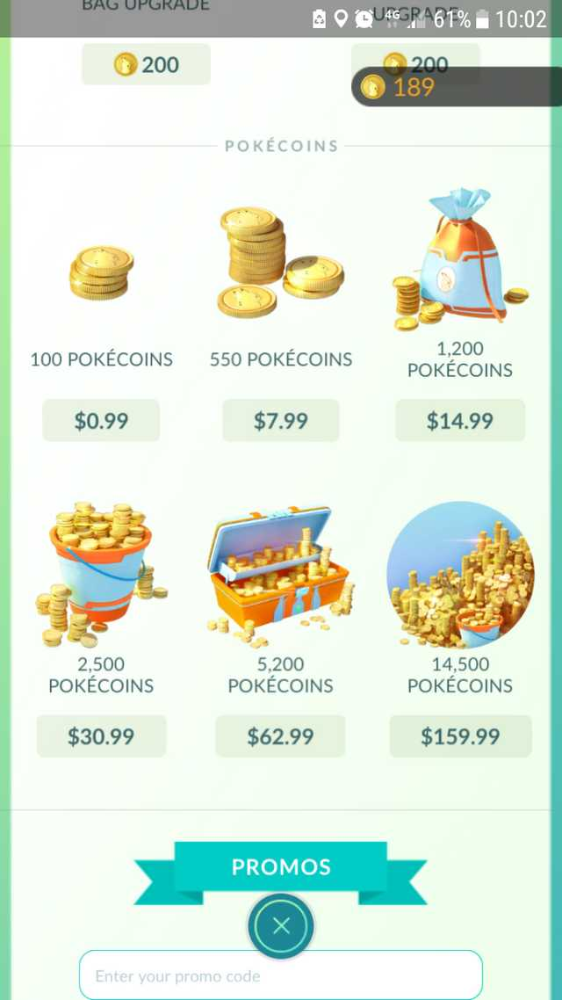 BAG UPGRADE
UPGRADE
4G 61% 10:02
200
200
189
POKÉCOINS
100 POKÉCOINS
550 POKÉCOINS
1,200
POKÉCOINS
$0.99
$7.99
$14.99
2,500
POKÉCOINS
5,200
POKÉCOINS
14,500
POKÉCOINS
$30.99
$62.99
$159.99
PROMOS
Enter your promo code